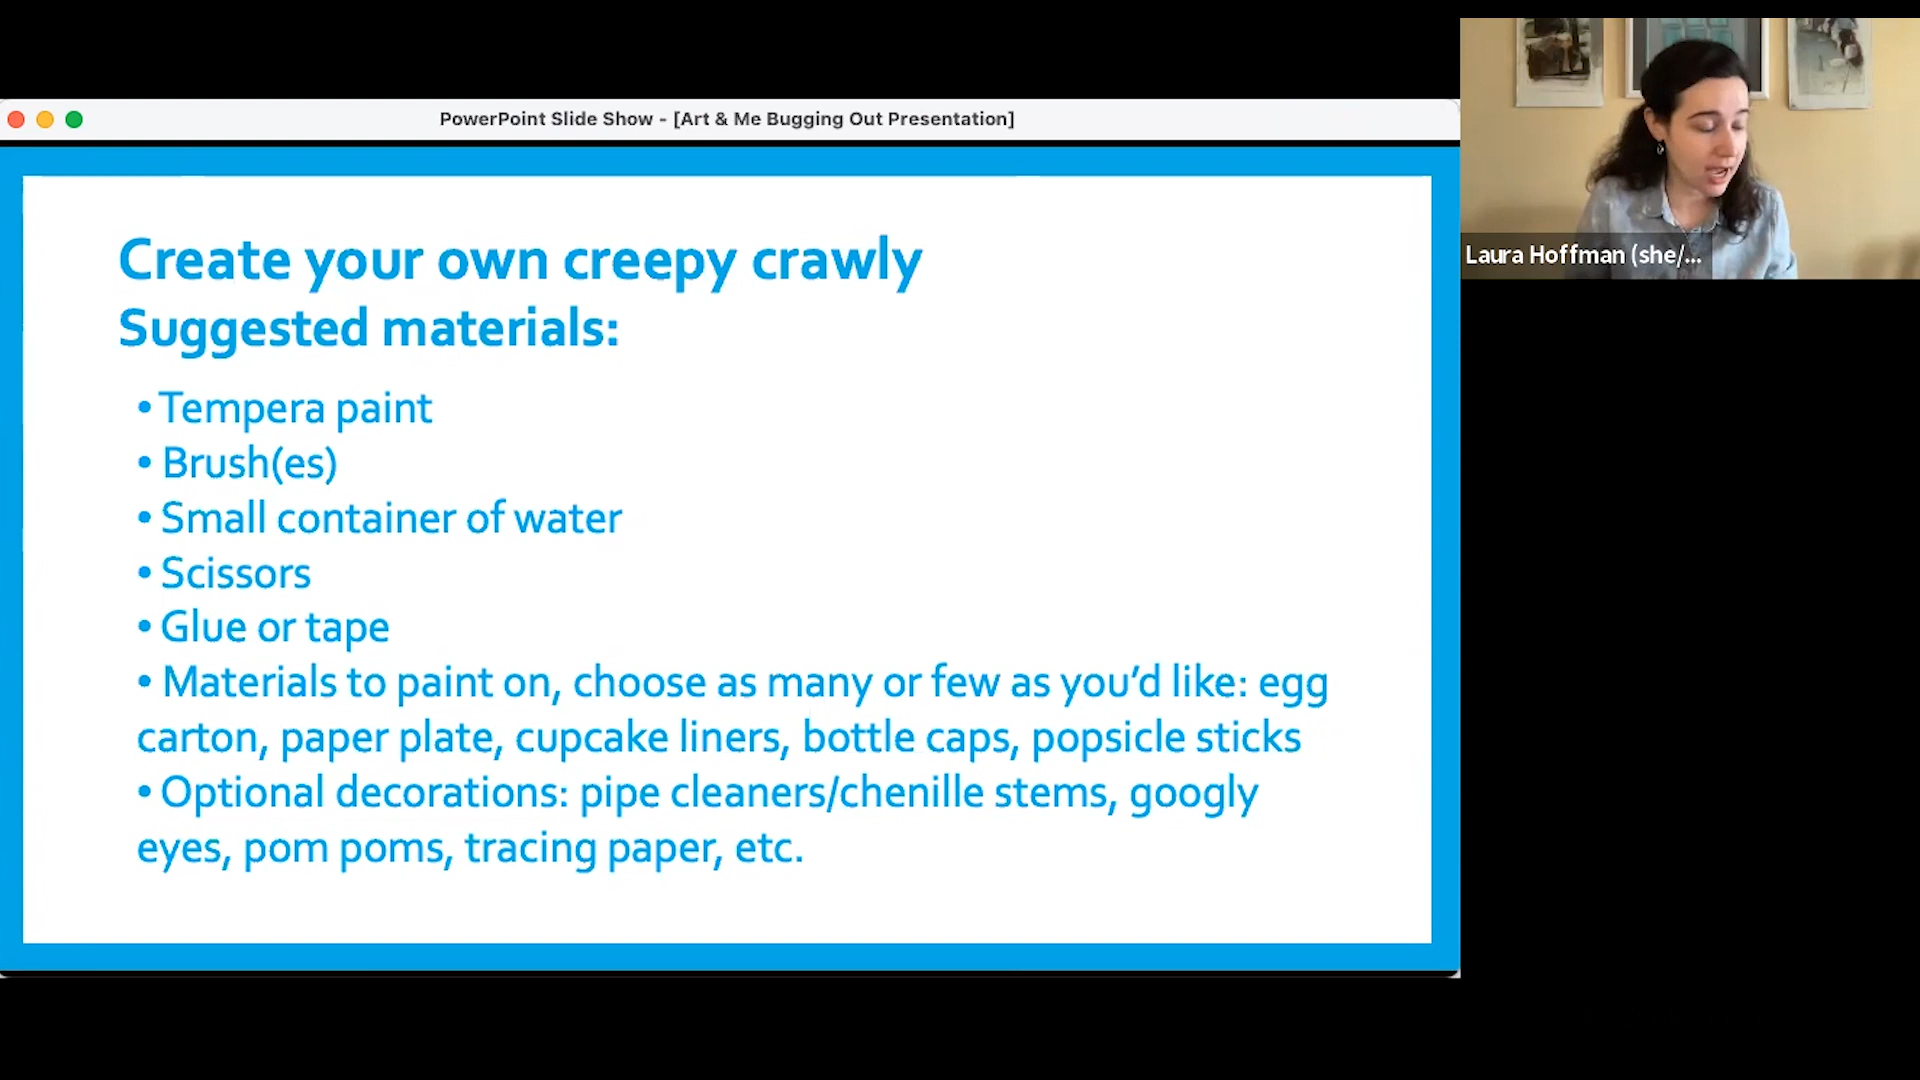 PowerPoint Slide Show - [Art & Me Bugging Out Presentation]
Create your own creepy crawly
Suggested materials:
• Tempera paint
• Brush(es)
• Small container of water
• Scissors
• Glue or tape
• Materials to paint on, choose as many or few as you’d like: egg
carton, paper plate, cupcake liners, bottle caps, popsicle sticks
• Optional decorations: pipe cleaners/chenille stems, googly
eyes, pom poms, tracing paper, etc.
Laura Hoffman (she/...